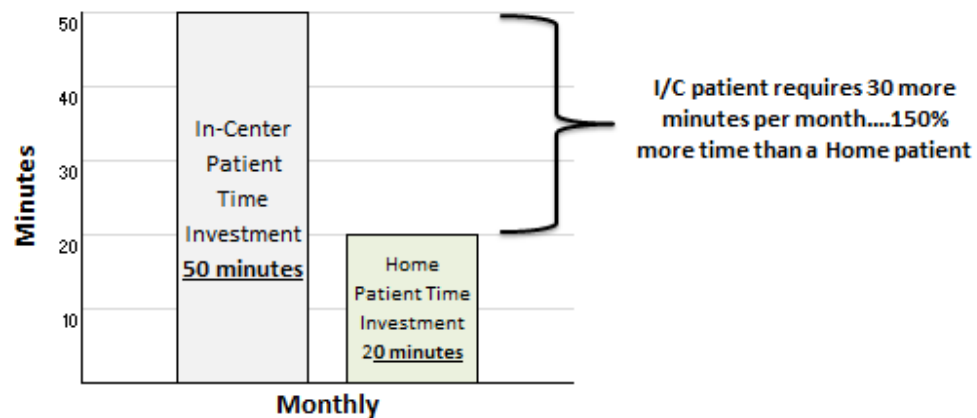 50
40
30
20
10
Minutes
In-Center
Patient
Time
Investment
50 minutes
Home
Patient Time
Investment
20 minutes
Monthly
I/C patient requires 30 more
minutes per month....150%
more time than a Home patient